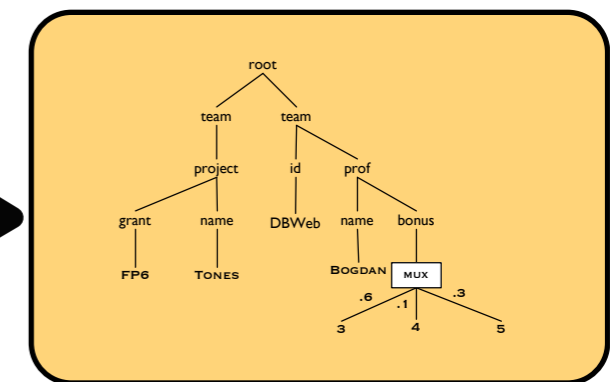 root
team team
project id prof
grant name DBWeb name bonus
FP6 TONES BOGDAN MUX
.6 .1 .3
3 4 5